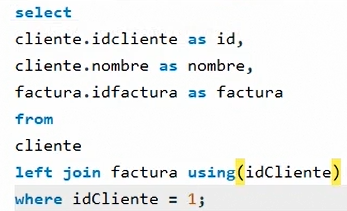 select
cliente.idcliente as id,
cliente.nombre as nombre,
factura.idfactura as factura
from
cliente
left join factura using(idCliente)
where idCliente = 1;